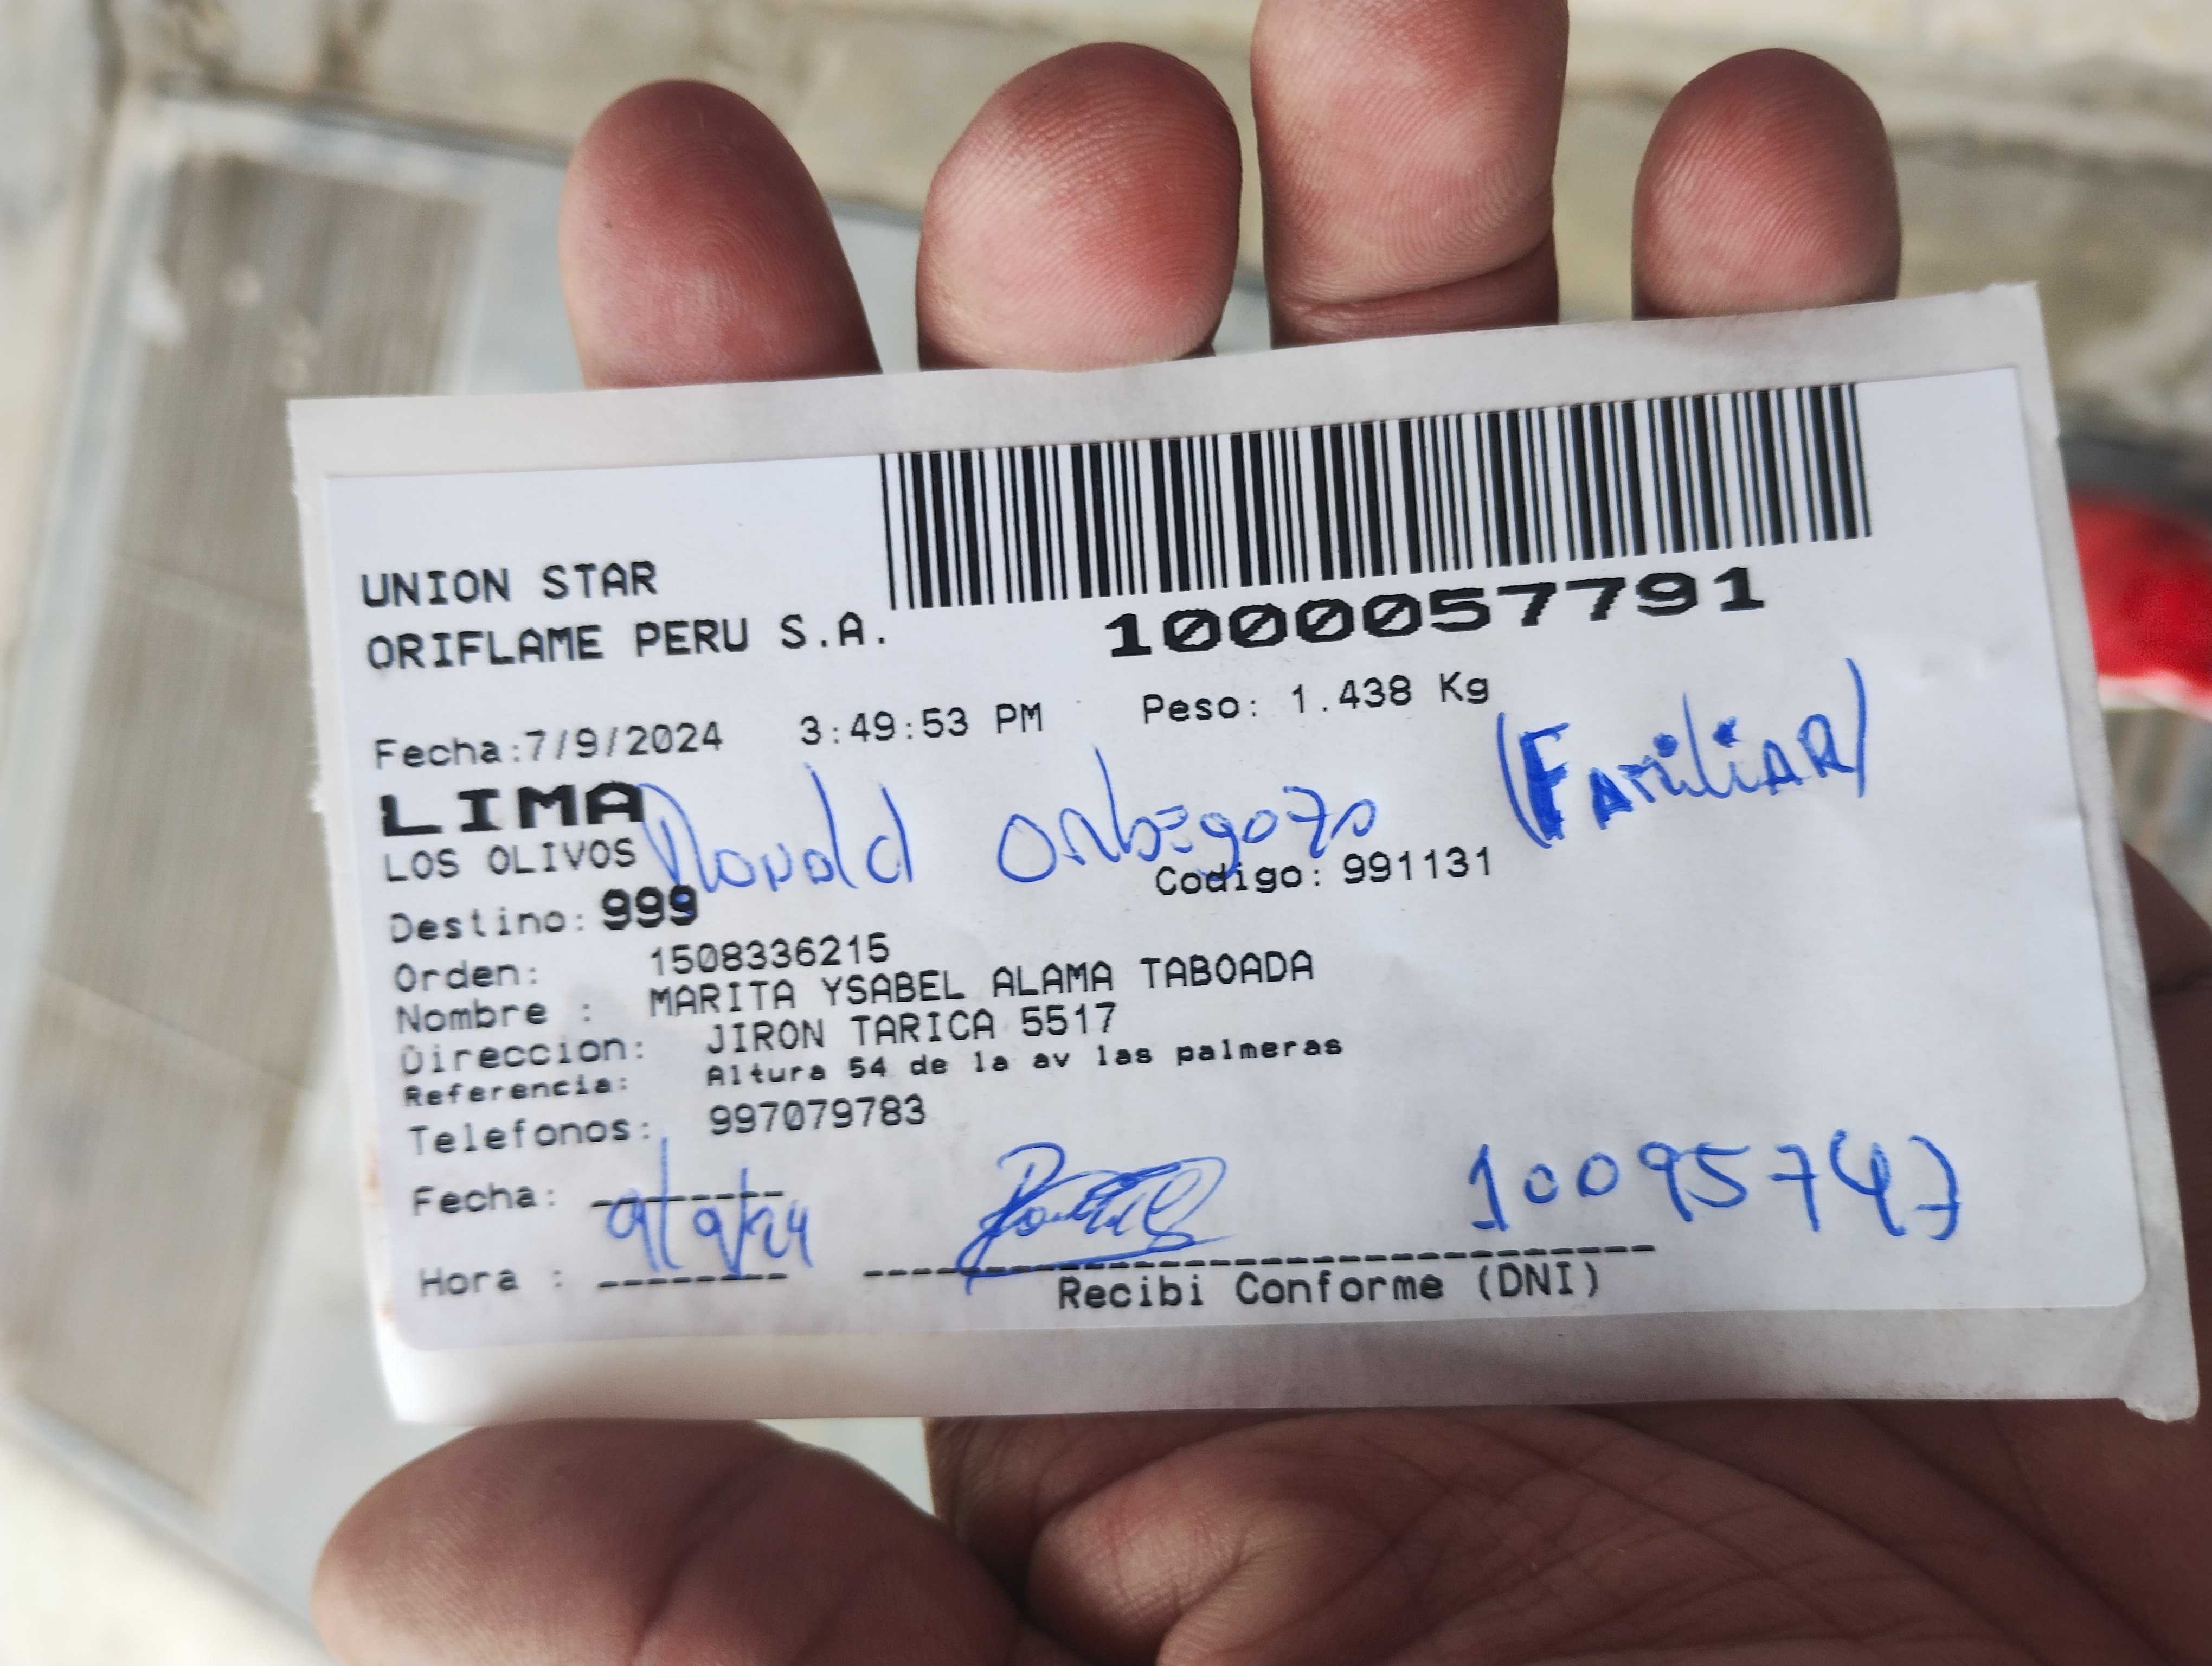 UNION STAR
ORIFLAME PERU S.A.
1000057791
Fecha:7/9/2024 3:49:53 PM Peso: 1.438 Kg
(FAmiliAR)
LIMA
Ronald Orbegozo
LOS OLIVOS
Codigo: 991131
Destino: 999
Orden: 1508336215
Nombre : MARITA YSABEL ALAMA TABOADA
Direccion: JIRON TARICA 5517
Referencia: Altura 54 de la av las palmeras
Telefonos: 997079783
Fecha: 9/9/24
10095747
Hora :
Recibi Conforme (DNI)